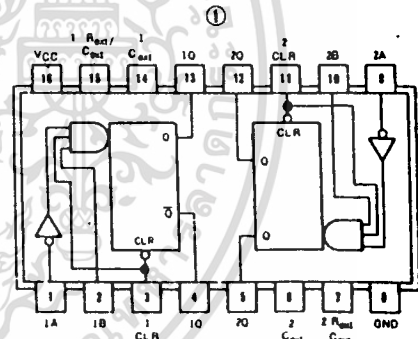 ①
1 Rext/ 1 2
VCC Cext Cext 1Q 2Q CLR 2B 2A
16 15 14 13 12 11 10 9
CLR
Q
Q
Q̅
CLR
Q
1 2 3 4 5 6 7 8
1A 1B 1 1Q 2Q 2 2 Rext GND
CLR Cext